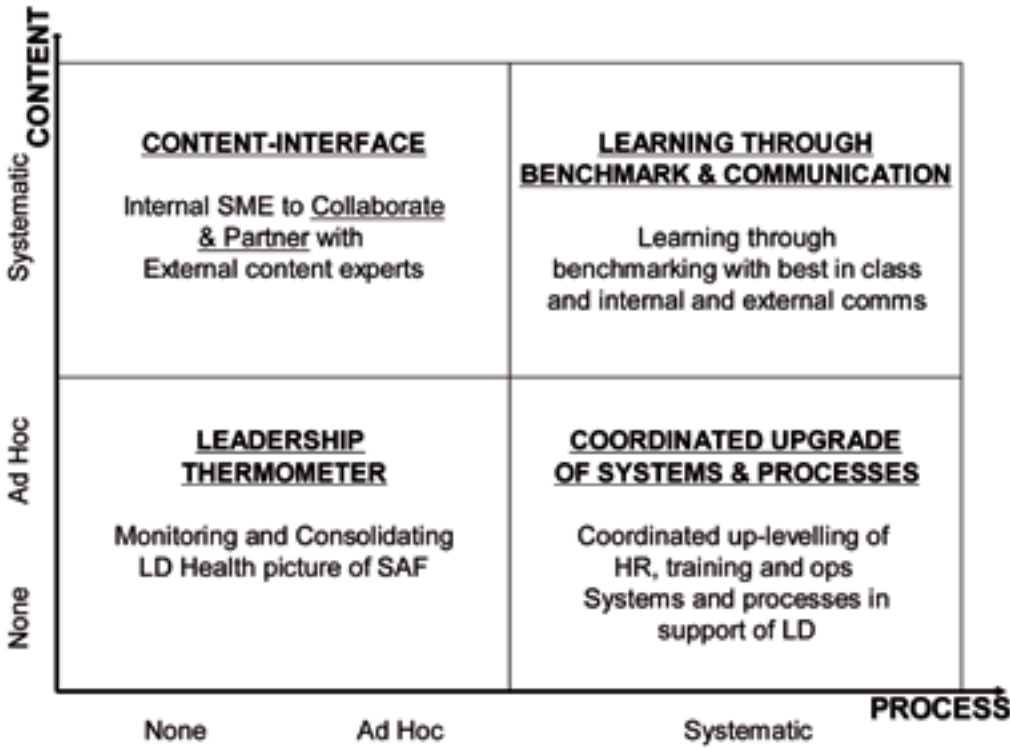 CONTENT
Systematic
Ad Hoc
None
CONTENT-INTERFACE
Internal SME to Collaborate
& Partner with
External content experts
LEARNING THROUGH
BENCHMARK & COMMUNICATION
Learning through
benchmarking with best in class
and internal and external comms
LEADERSHIP
THERMOMETER
Monitoring and Consolidating
LD Health picture of SAF
COORDINATED UPGRADE
OF SYSTEMS & PROCESSES
Coordinated up-levelling of
HR, training and ops
Systems and processes in
support of LD
None
Ad Hoc
Systematic
PROCESS